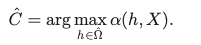 Ĉ = arg max α(h, X).
h∈Ω̂